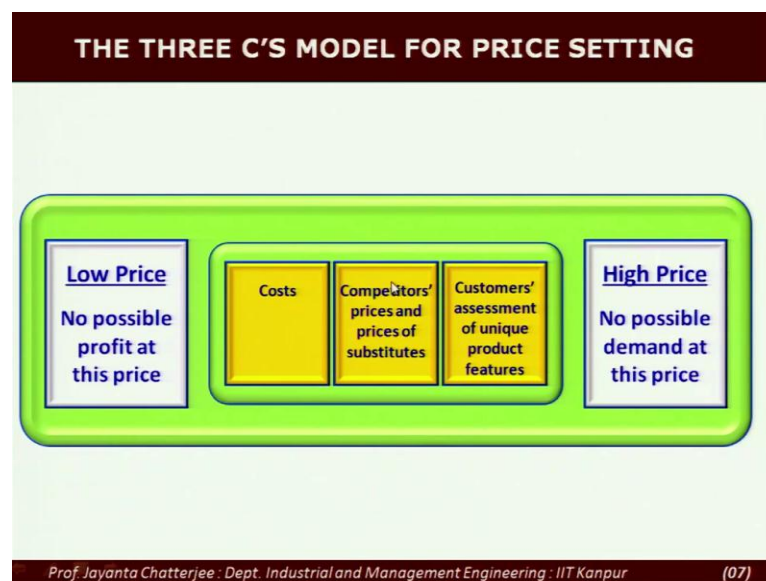 THE THREE C'S MODEL FOR PRICE SETTING
Low Price
No possible
profit at
this price
Costs
Competitors'
prices and
prices of
substitutes
Customers'
assessment
of unique
product
features
High Price
No possible
demand at
this price
Prof. Jayanta Chatterjee : Dept. Industrial and Management Engineering : IIT Kanpur (07)